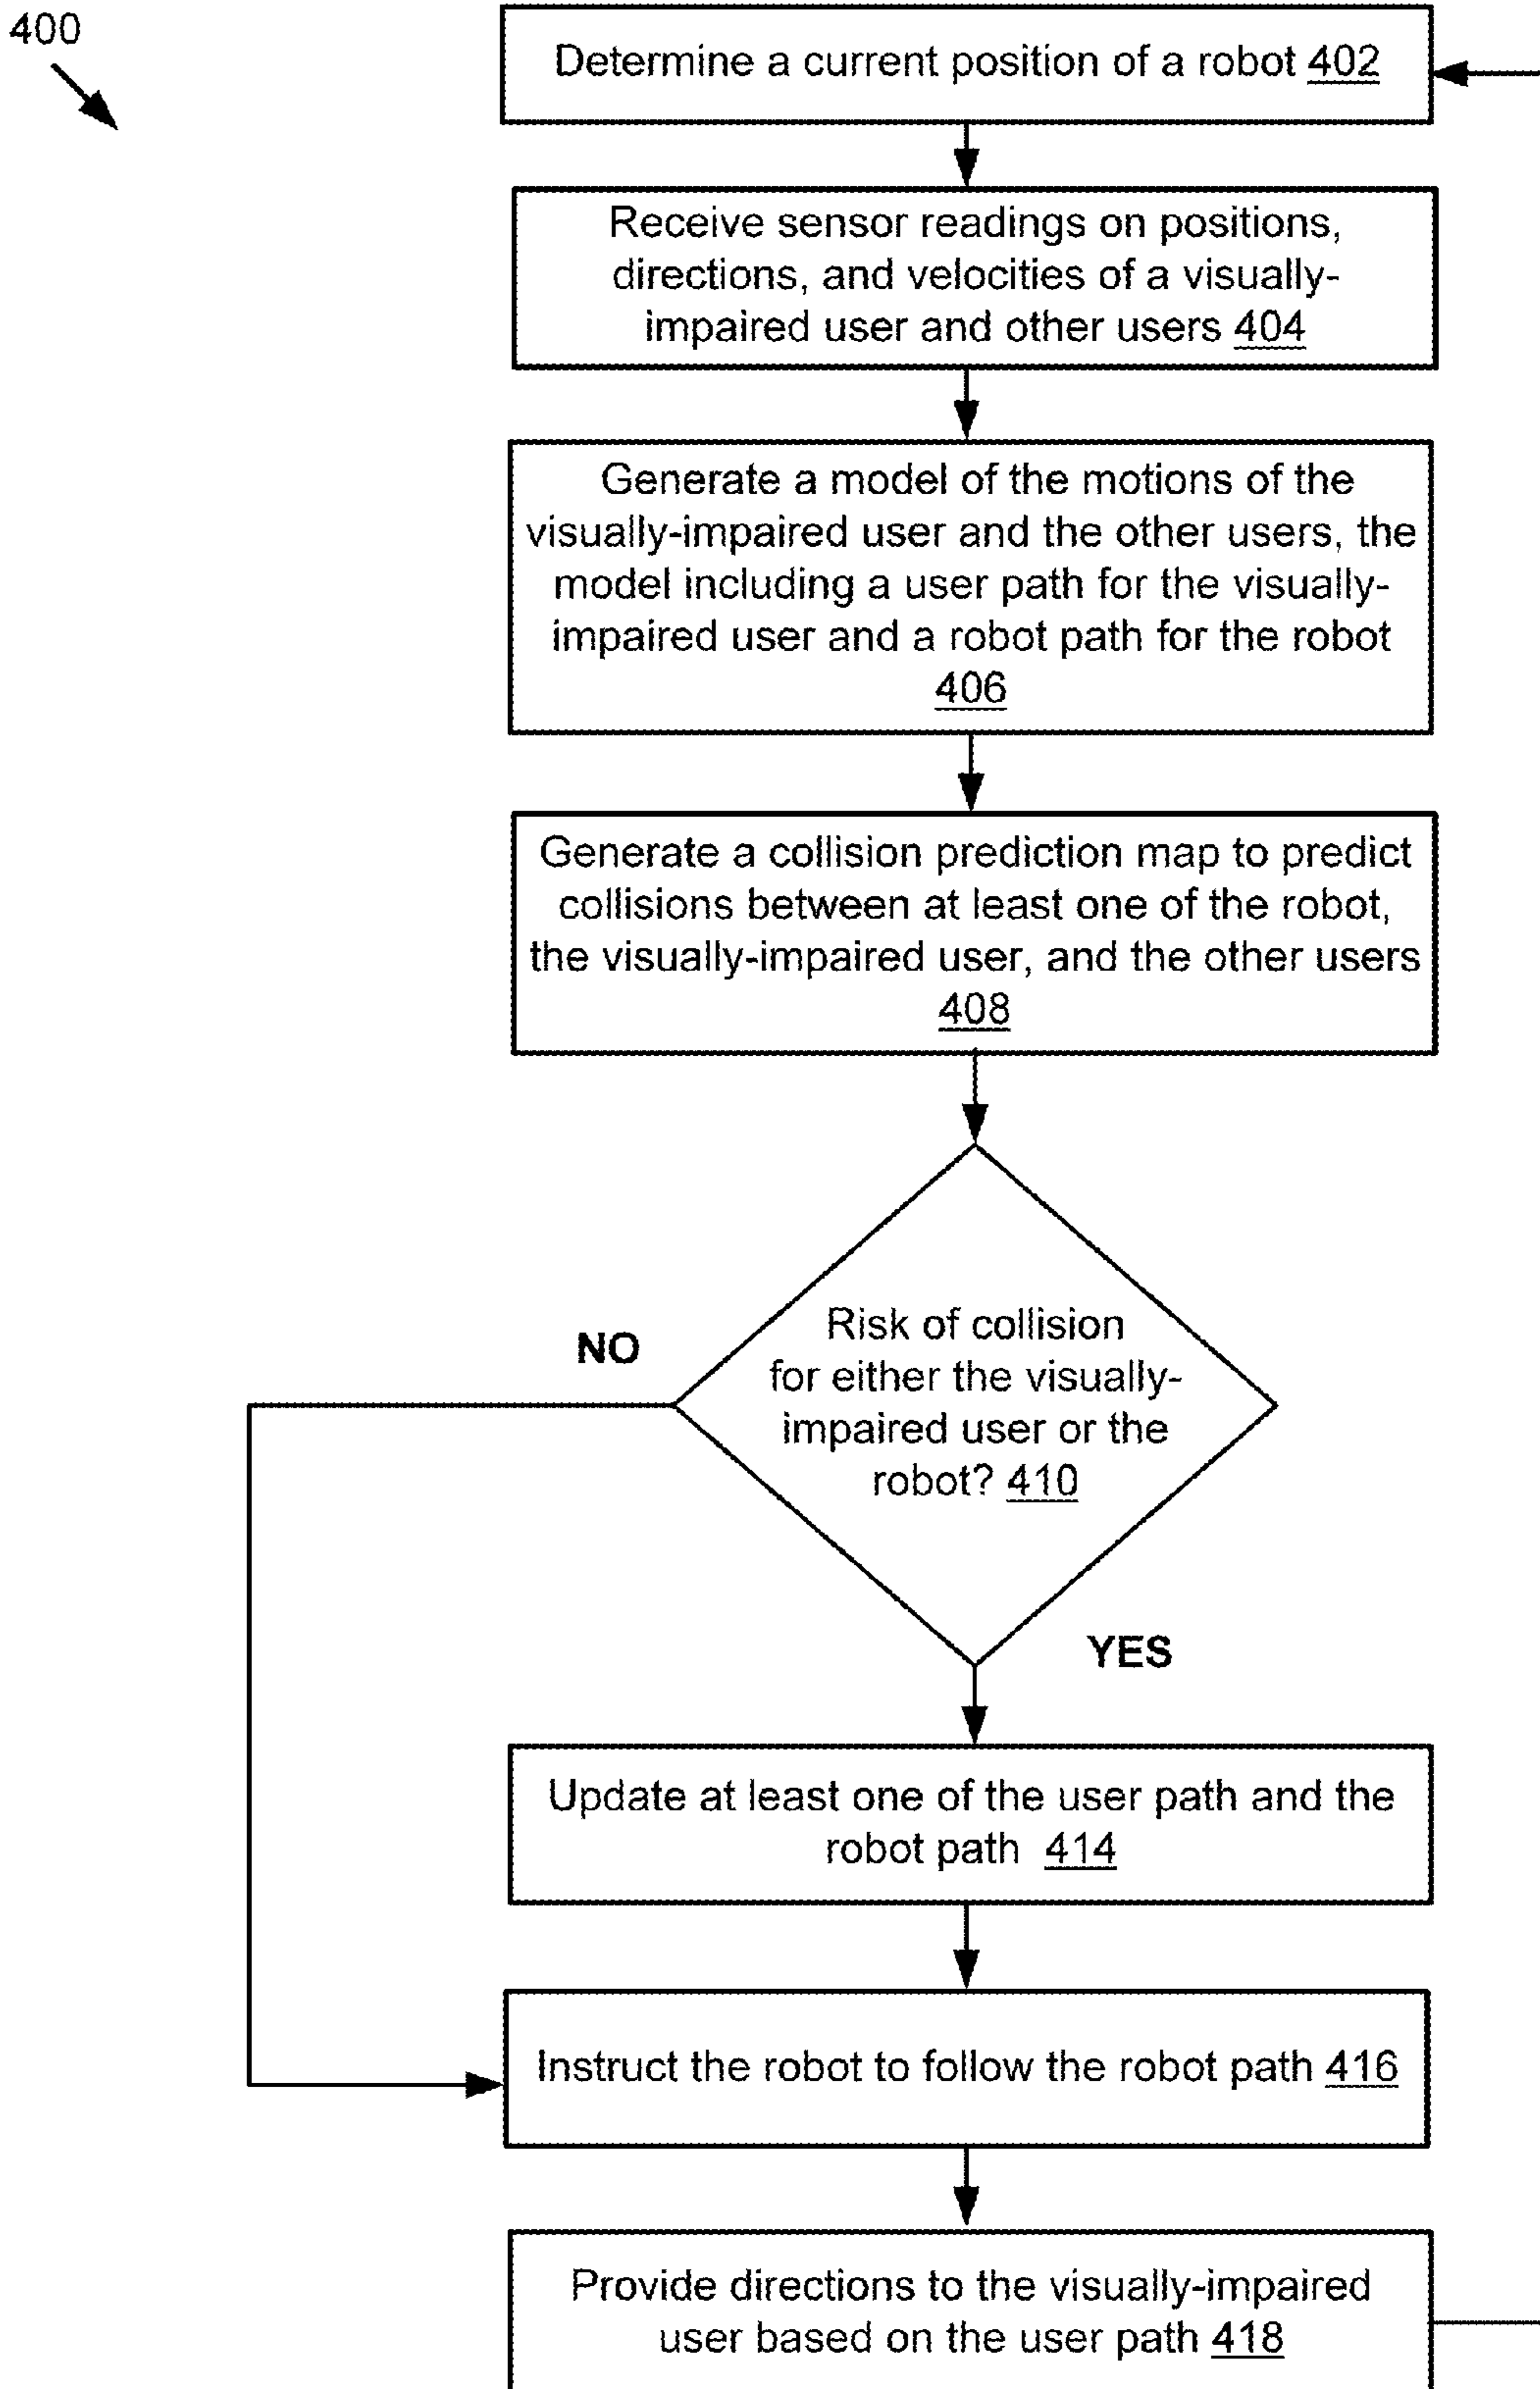 400
Determine a current position of a robot 402
Receive sensor readings on positions,
directions, and velocities of a visually-
impaired user and other users 404
Generate a model of the motions of the
visually-impaired user and the other users, the
model including a user path for the visually-
impaired user and a robot path for the robot
406
Generate a collision prediction map to predict
collisions between at least one of the robot,
the visually-impaired user, and the other users
408
Risk of collision
for either the visually-
impaired user or the
robot? 410
NO
YES
Update at least one of the user path and the
robot path 414
Instruct the robot to follow the robot path 416
Provide directions to the visually-impaired
user based on the user path 418